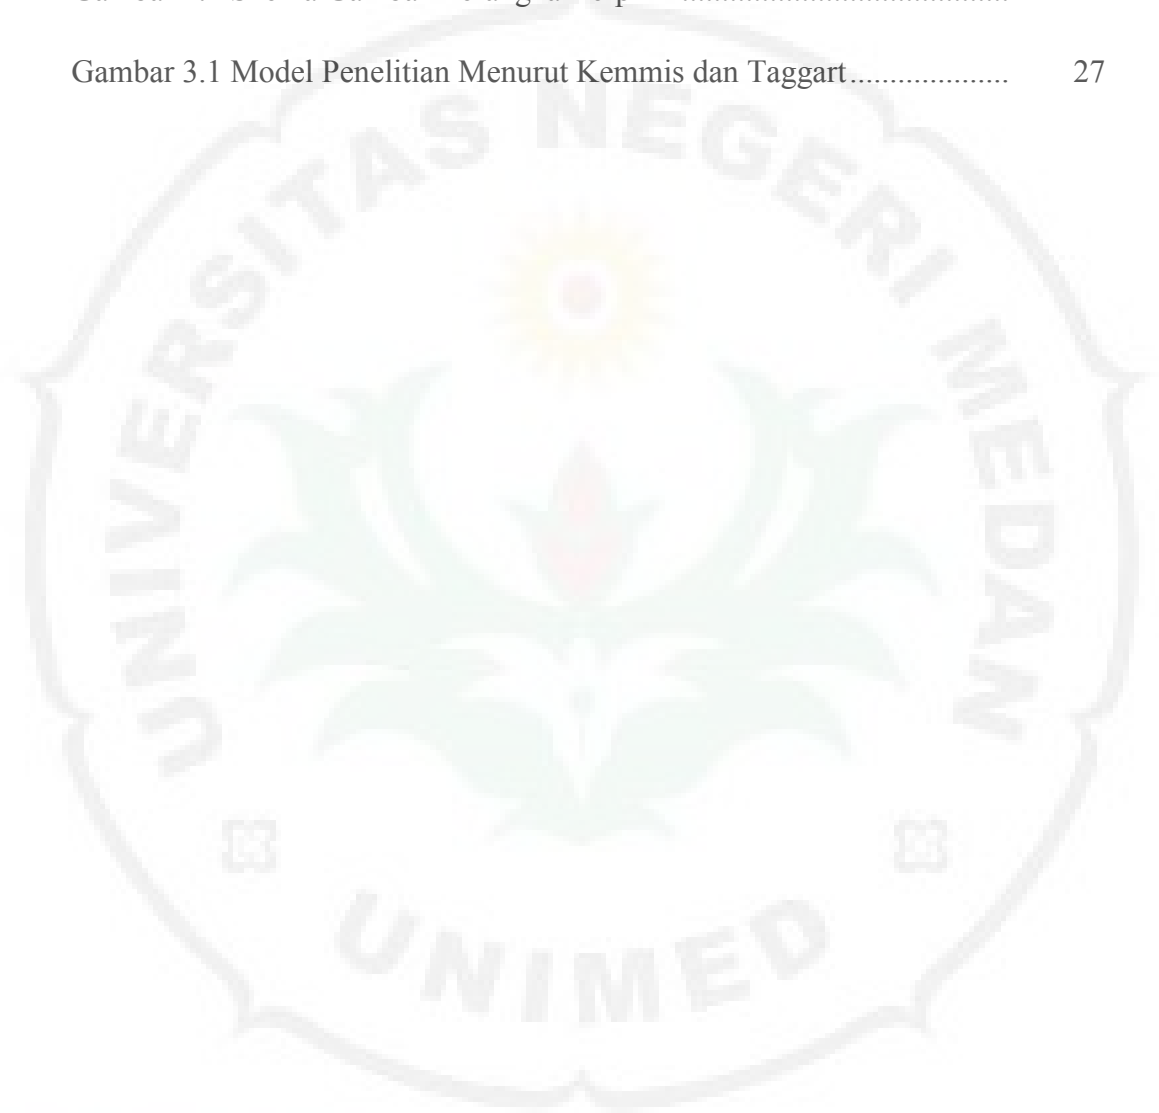 Gambar 3.1 Model Penelitian Menurut Kemmis dan Taggart.................... 27
UNIVERSITAS NEGERI MEDAN
UNIMED